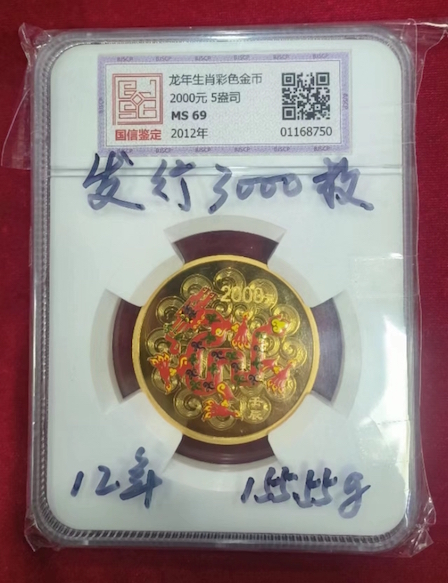 龙年生肖彩色金币
2000元 5盎司
MS 69
国信鉴定
2012年
01168750
发行3000枚
2000元
12年
155.55g